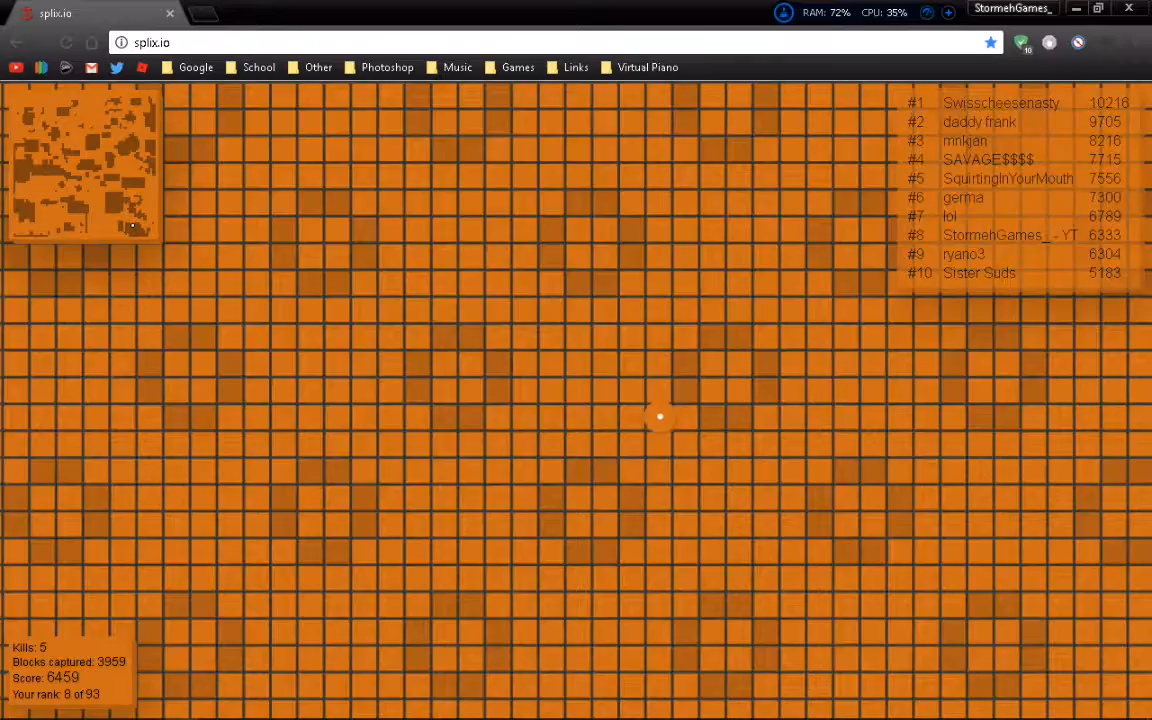 splix.io
RAM: 72% CPU: 35%
StormehGames_
splix.io
10
Google School Other Photoshop Music Games Links Virtual Piano
#1 Swisscheesenasty 10216
#2 daddy frank 9705
#3 mnkjan 8216
#4 SAVAGE$$$$ 7715
#5 SquirtingInYourMouth 7556
#6 germa 7300
#7 lol 6789
#8 StormehGames_ - YT 6333
#9 ryano3 6304
#10 Sister Suds 5183
Kills: 5
Blocks captured: 3959
Score: 6459
Your rank: 8 of 93